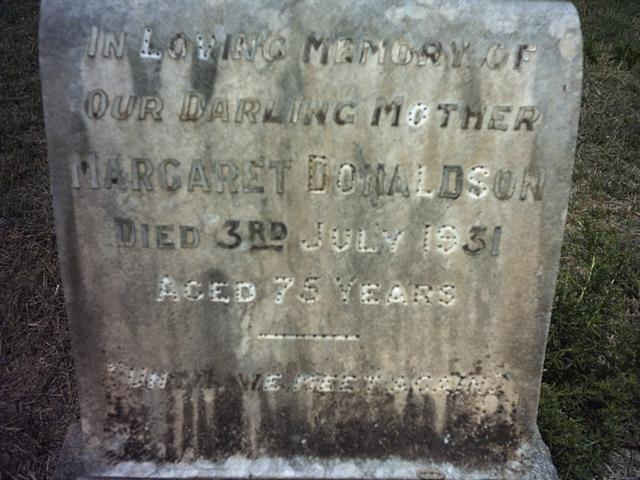 In Loving Memory of
Our Darling Mother
Margaret Donaldson
Died 3rd July 1931
Aged 75 Years
"Until we meet again"